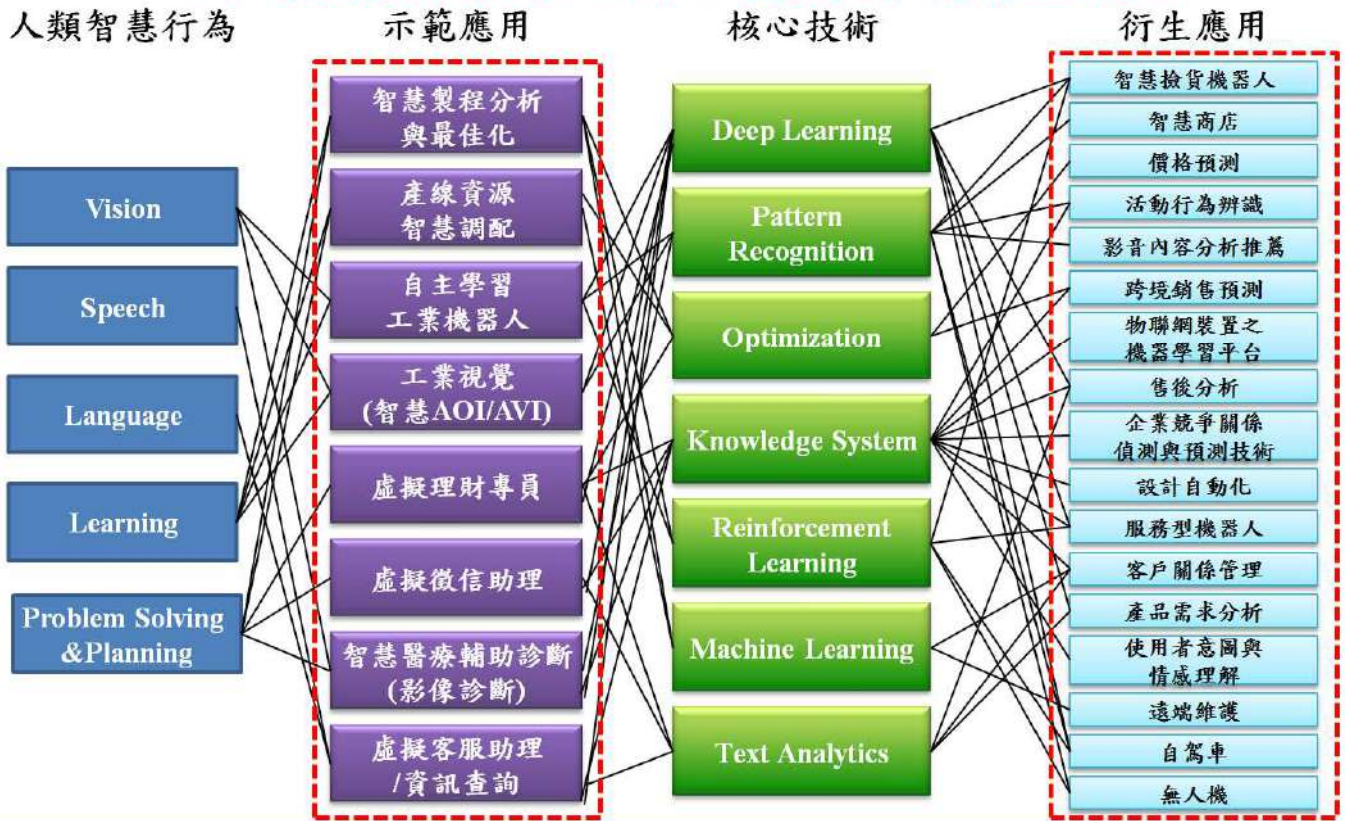 人類智慧行為
示範應用
核心技術
衍生應用
Vision
Speech
Language
Learning
Problem Solving
&Planning
智慧製程分析
與最佳化
產線資源
智慧調配
自主學習
工業機器人
工業視覺
(智慧AOI/AVI)
虛擬理財專員
虛擬徵信助理
智慧醫療輔助診斷
(影像診斷)
虛擬客服助理
/資訊查詢
Deep Learning
Pattern
Recognition
Optimization
Knowledge System
Reinforcement
Learning
Machine Learning
Text Analytics
智慧撿貨機器人
智慧商店
價格預測
活動行為辨識
影音內容分析推薦
跨境銷售預測
物聯網裝置之
機器學習平台
售後分析
企業競爭關係
偵測與預測技術
設計自動化
服務型機器人
客戶關係管理
產品需求分析
使用者意圖與
情感理解
遠端維護
自駕車
無人機